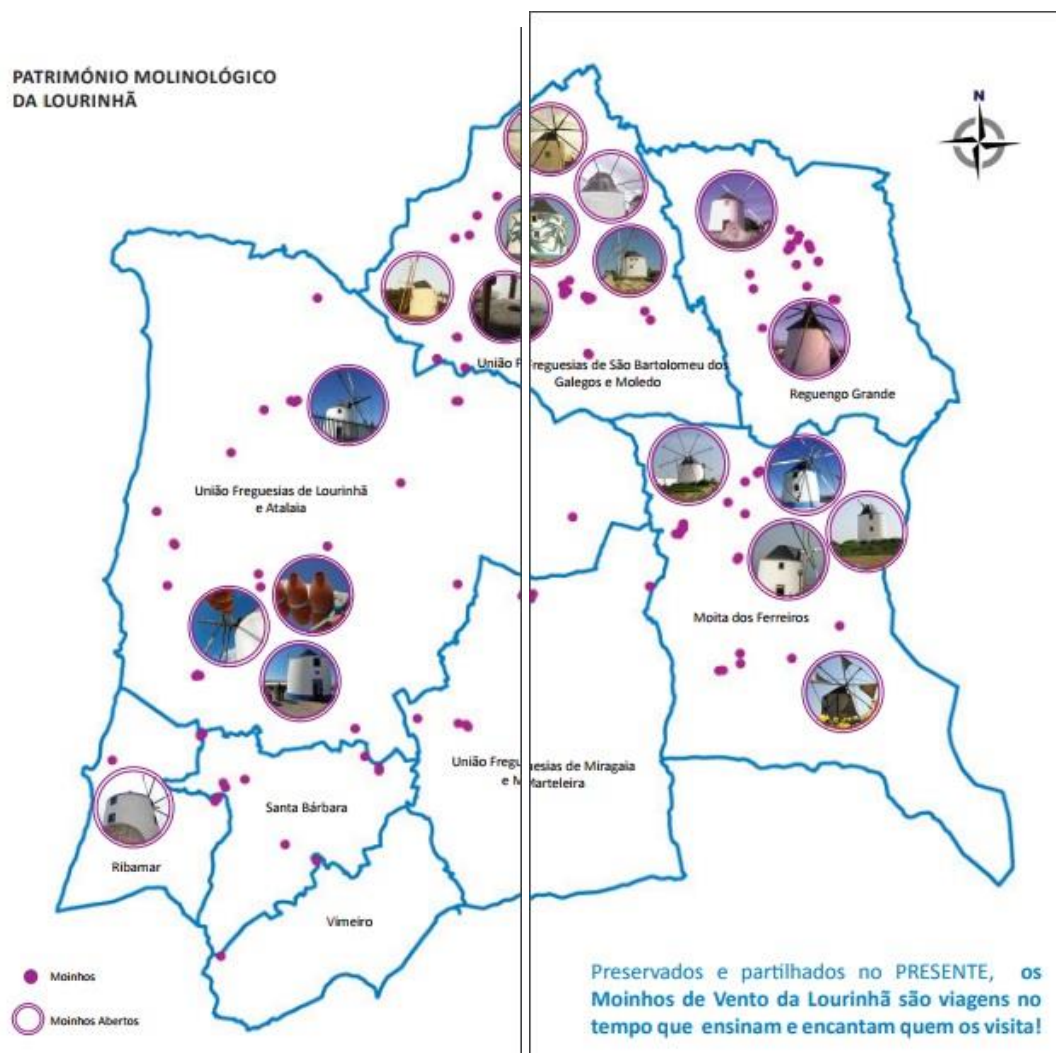 PATRIMÓNIO MOLINOLÓGICO
DA LOURINHÃ
N
União F Freguesias de São Bartolomeu dos
Galegos e Moledo
Reguengo Grande
União Freguesias de Lourinhã
e Atalaia
Moita dos Ferreiros
União Fregu esias de Miragaia
e M Marteleira
Santa Bárbara
Ribamar
Vimeiro
Moinhos
Moinhos Abertos
Preservados e partilhados no PRESENTE, os
Moinhos de Vento da Lourinhã são viagens no
tempo que ensinam e encantam quem os visita!